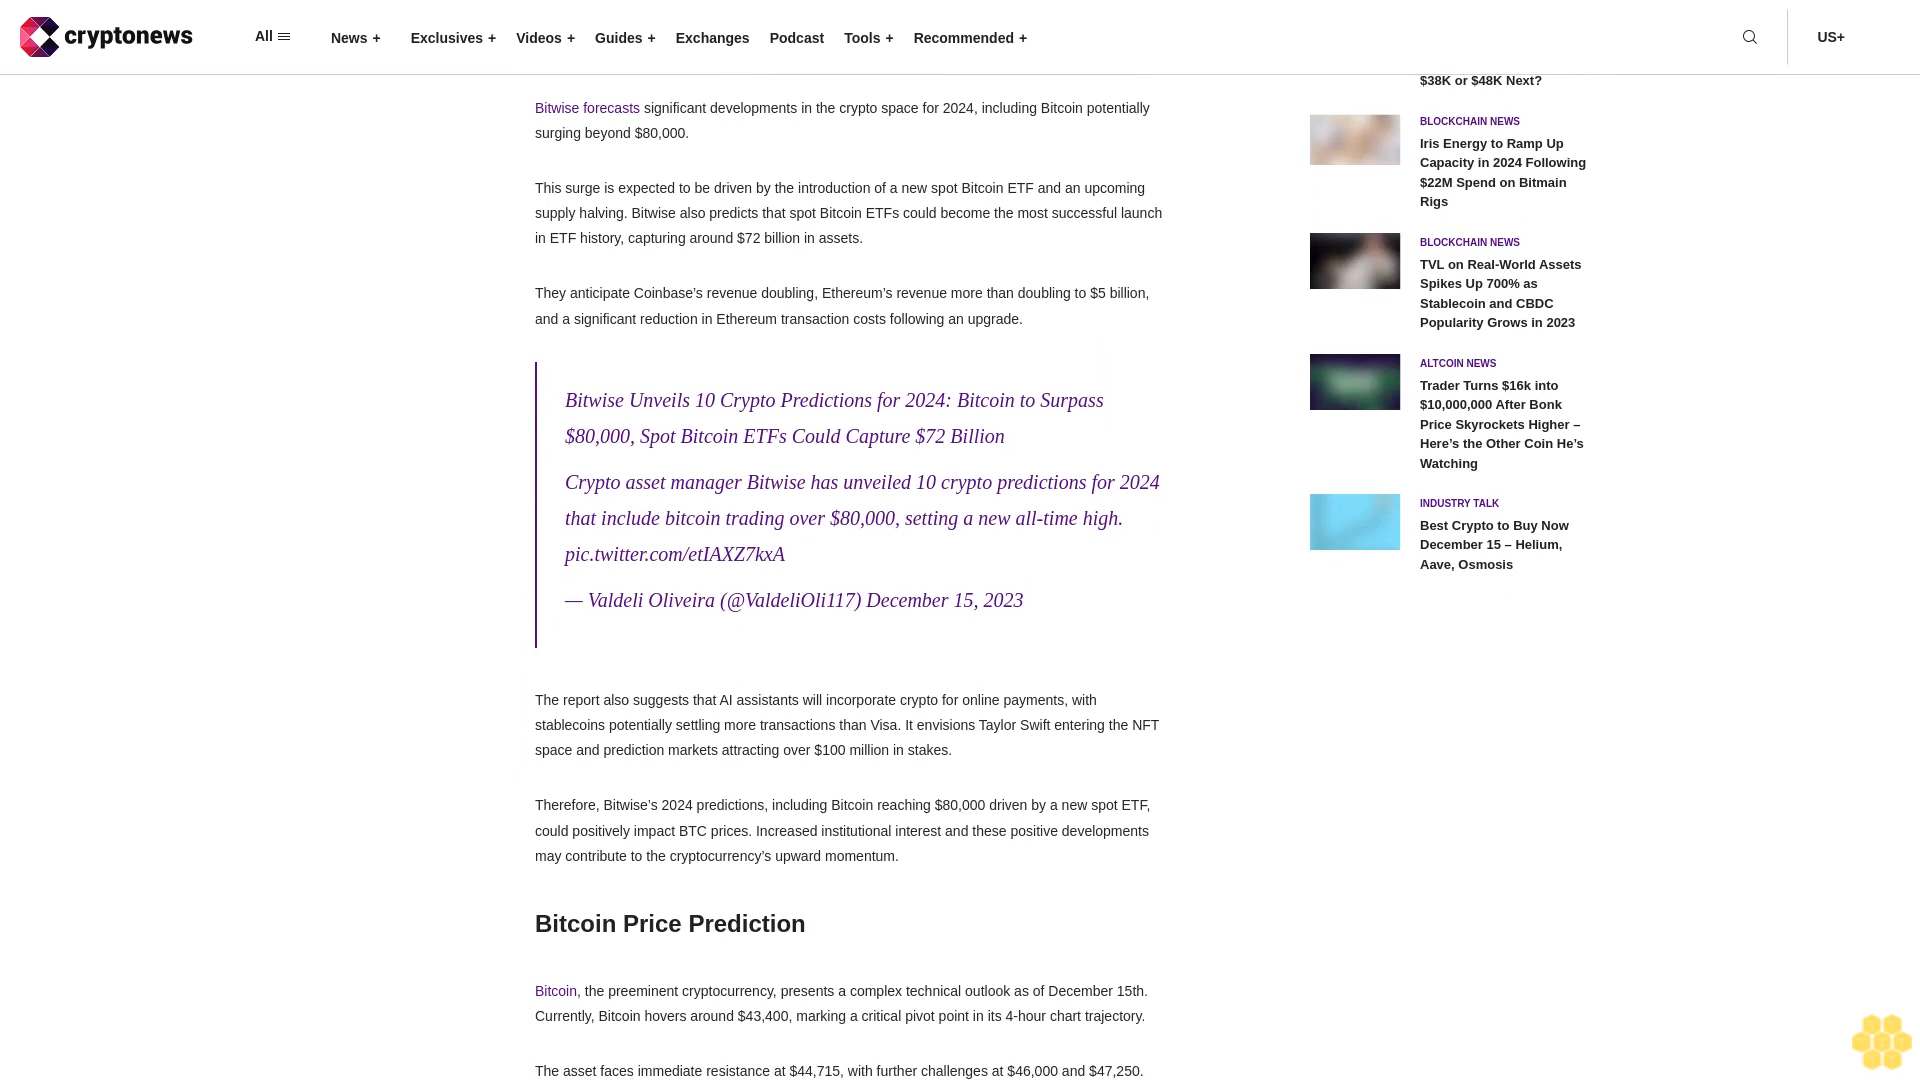 cryptonews
All
News +
Exclusives +
Videos +
Guides +
Exchanges
Podcast
Tools +
Recommended +
US+
Bitwise forecasts significant developments in the crypto space for 2024, including Bitcoin potentially
surging beyond $80,000.
This surge is expected to be driven by the introduction of a new spot Bitcoin ETF and an upcoming
supply halving. Bitwise also predicts that spot Bitcoin ETFs could become the most successful launch
in ETF history, capturing around $72 billion in assets.
They anticipate Coinbase’s revenue doubling, Ethereum’s revenue more than doubling to $5 billion,
and a significant reduction in Ethereum transaction costs following an upgrade.
Bitwise Unveils 10 Crypto Predictions for 2024: Bitcoin to Surpass
$80,000, Spot Bitcoin ETFs Could Capture $72 Billion
Crypto asset manager Bitwise has unveiled 10 crypto predictions for 2024
that include bitcoin trading over $80,000, setting a new all-time high.
pic.twitter.com/etIAXZ7kxA
— Valdeli Oliveira (@ValdeliOli117) December 15, 2023
The report also suggests that AI assistants will incorporate crypto for online payments, with
stablecoins potentially settling more transactions than Visa. It envisions Taylor Swift entering the NFT
space and prediction markets attracting over $100 million in stakes.
Therefore, Bitwise’s 2024 predictions, including Bitcoin reaching $80,000 driven by a new spot ETF,
could positively impact BTC prices. Increased institutional interest and these positive developments
may contribute to the cryptocurrency’s upward momentum.
Bitcoin Price Prediction
Bitcoin, the preeminent cryptocurrency, presents a complex technical outlook as of December 15th.
Currently, Bitcoin hovers around $43,400, marking a critical pivot point in its 4-hour chart trajectory.
The asset faces immediate resistance at $44,715, with further challenges at $46,000 and $47,250.
$38K or $48K Next?
BLOCKCHAIN NEWS
Iris Energy to Ramp Up
Capacity in 2024 Following
$22M Spend on Bitmain
Rigs
BLOCKCHAIN NEWS
TVL on Real-World Assets
Spikes Up 700% as
Stablecoin and CBDC
Popularity Grows in 2023
ALTCOIN NEWS
Trader Turns $16k into
$10,000,000 After Bonk
Price Skyrockets Higher –
Here’s the Other Coin He’s
Watching
INDUSTRY TALK
Best Crypto to Buy Now
December 15 – Helium,
Aave, Osmosis